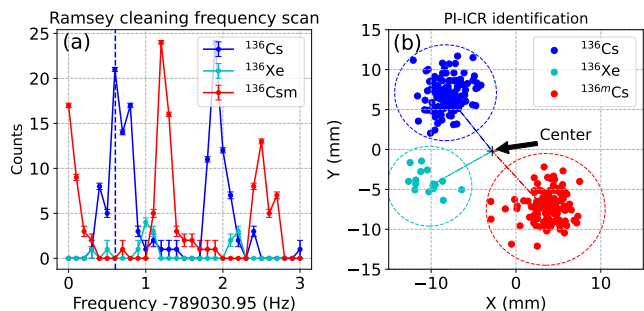 Ramsey cleaning frequency scan
(a)
¹³⁶Cs
¹³⁶Xe
¹³⁶Csm
Counts
25
20
15
10
5
0
0 1 2 3
Frequency -789030.95 (Hz)
PI-ICR identification
(b)
¹³⁶Cs
¹³⁶Xe
¹³⁶ᵐCs
Center
Y (mm)
15
10
5
0
−5
−10
−15
−10 0 10
X (mm)